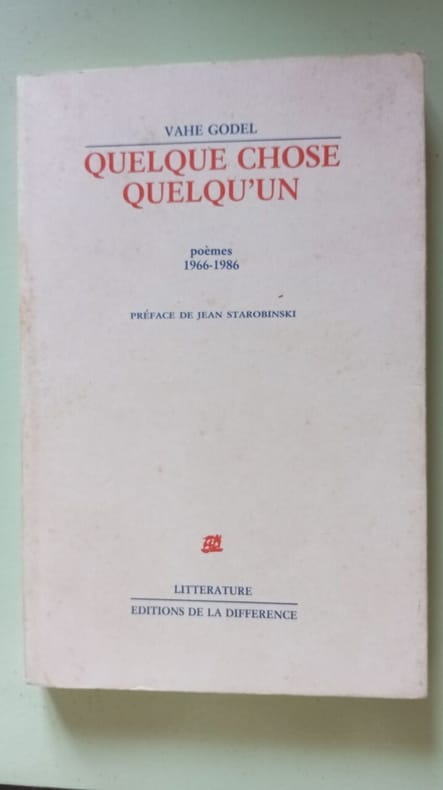 VAHE GODEL
QUELQUE CHOSE
QUELQU'UN
poèmes
1966-1986
PRÉFACE DE JEAN STAROBINSKI
LITTERATURE
EDITIONS DE LA DIFFERENCE